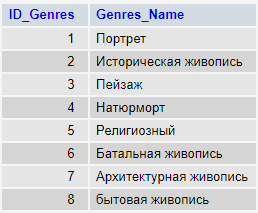 ID_Genres Genres_Name
1 Портрет
2 Историческая живопись
3 Пейзаж
4 Натюрморт
5 Религиозный
6 Батальная живопись
7 Архитектурная живопись
8 бытовая живопись